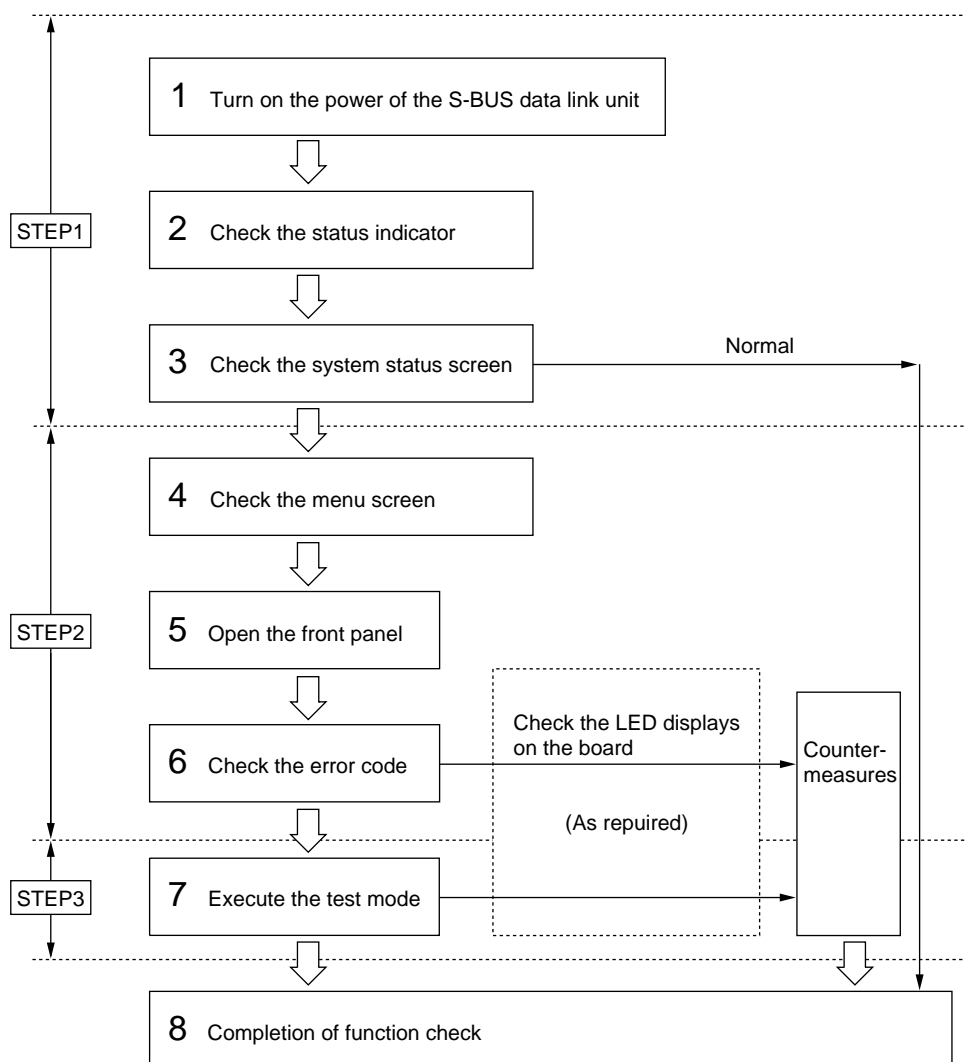 1 Turn on the power of the S-BUS data link unit
STEP1
2 Check the status indicator
3 Check the system status screen
Normal
4 Check the menu screen
STEP2
5 Open the front panel
6 Check the error code
Check the LED displays
on the board
(As repuired)
Counter-
measures
STEP3
7 Execute the test mode
8 Completion of function check